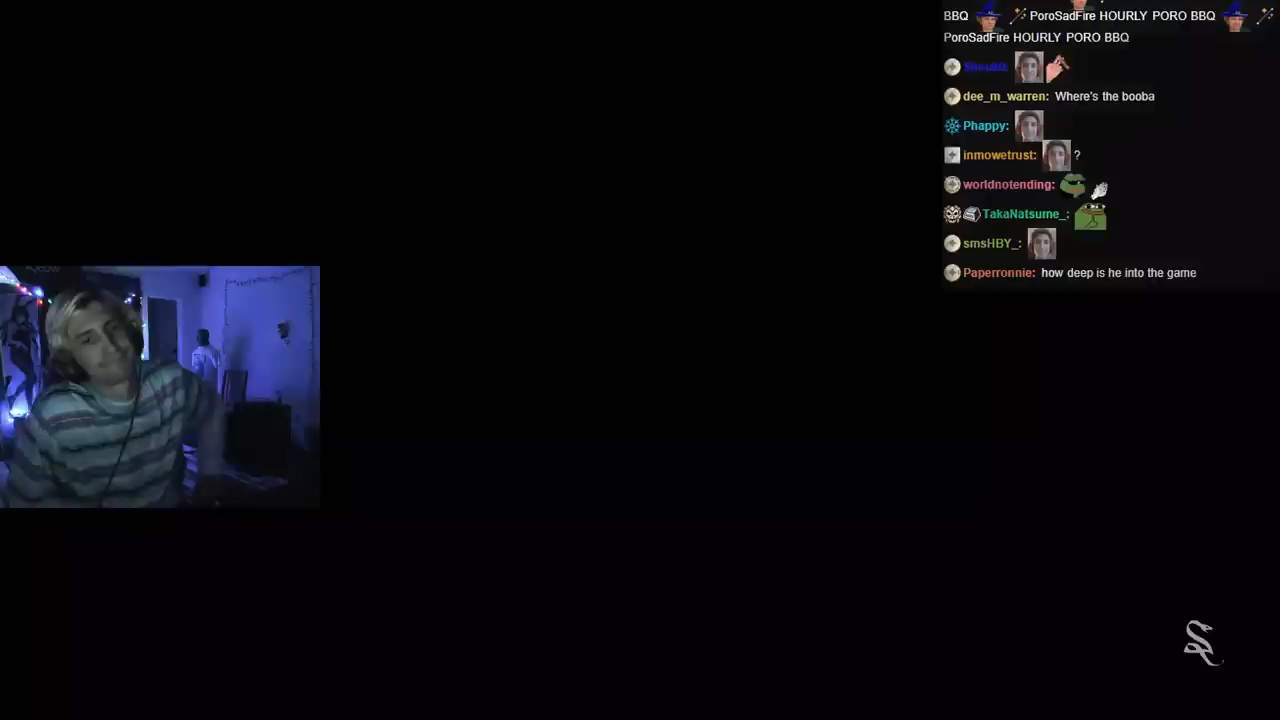 BBQ PoroSadFire HOURLY PORO BBQ
PoroSadFire HOURLY PORO BBQ
dee_m_warren: Where's the booba
Phappy:
inmowetrust: ?
worldnotending:
TakaNatsume_:
smsHBY_:
Paperronnie: how deep is he into the game